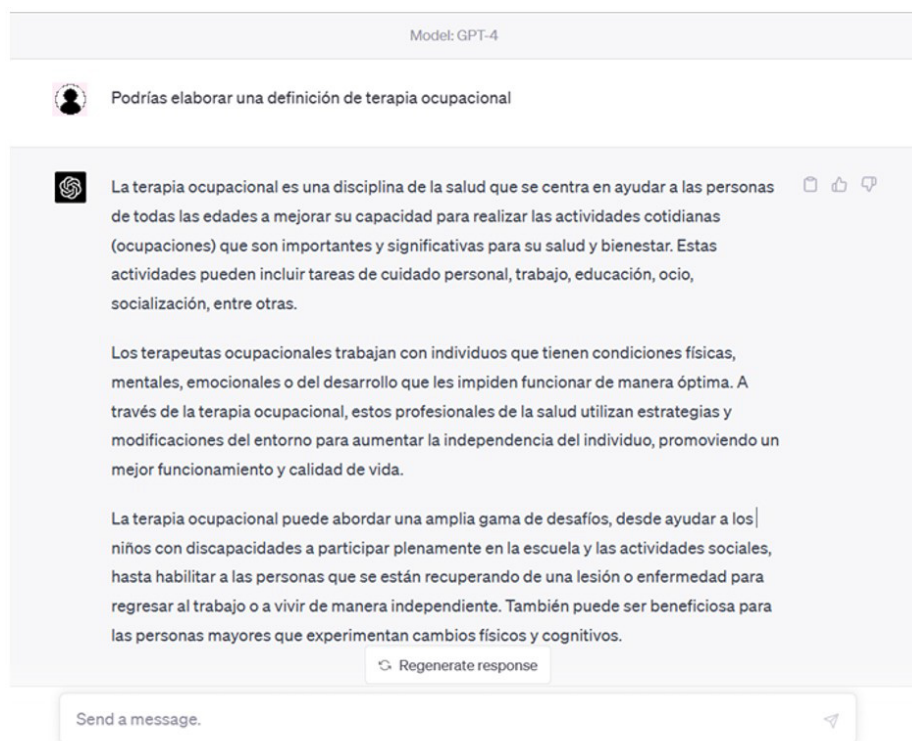 Model: GPT-4
Podrías elaborar una definición de terapia ocupacional
La terapia ocupacional es una disciplina de la salud que se centra en ayudar a las personas
de todas las edades a mejorar su capacidad para realizar las actividades cotidianas
(ocupaciones) que son importantes y significativas para su salud y bienestar. Estas
actividades pueden incluir tareas de cuidado personal, trabajo, educación, ocio,
socialización, entre otras.
Los terapeutas ocupacionales trabajan con individuos que tienen condiciones físicas,
mentales, emocionales o del desarrollo que les impiden funcionar de manera óptima. A
través de la terapia ocupacional, estos profesionales de la salud utilizan estrategias y
modificaciones del entorno para aumentar la independencia del individuo, promoviendo un
mejor funcionamiento y calidad de vida.
La terapia ocupacional puede abordar una amplia gama de desafíos, desde ayudar a los
niños con discapacidades a participar plenamente en la escuela y las actividades sociales,
hasta habilitar a las personas que se están recuperando de una lesión o enfermedad para
regresar al trabajo o a vivir de manera independiente. También puede ser beneficiosa para
las personas mayores que experimentan cambios físicos y cognitivos.
Regenerate response
Send a message.